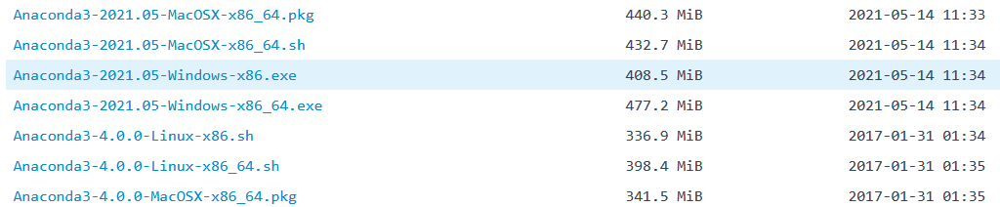 Anaconda3-2021.05-MacOSX-x86_64.pkg 440.3 MiB 2021-05-14 11:33
Anaconda3-2021.05-MacOSX-x86_64.sh 432.7 MiB 2021-05-14 11:34
Anaconda3-2021.05-Windows-x86.exe 408.5 MiB 2021-05-14 11:34
Anaconda3-2021.05-Windows-x86_64.exe 477.2 MiB 2021-05-14 11:34
Anaconda3-4.0.0-Linux-x86.sh 336.9 MiB 2017-01-31 01:34
Anaconda3-4.0.0-Linux-x86_64.sh 398.4 MiB 2017-01-31 01:35
Anaconda3-4.0.0-MacOSX-x86_64.pkg 341.5 MiB 2017-01-31 01:35